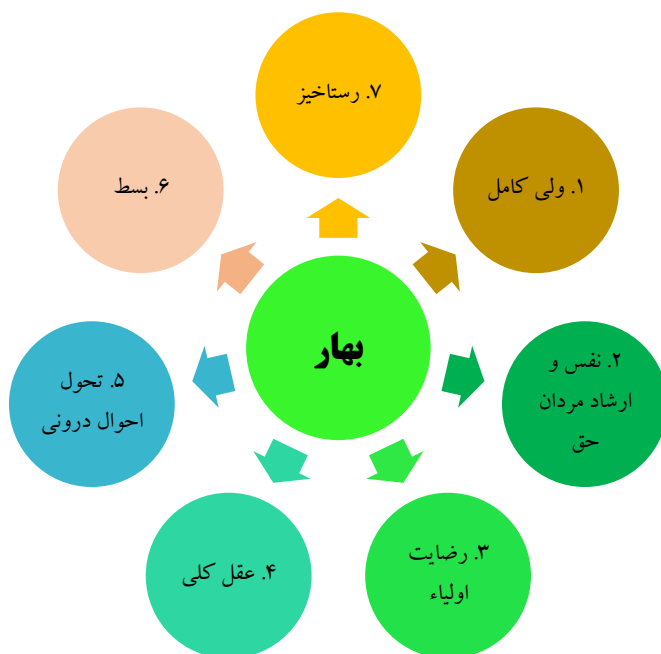 بهار
۱. ولی کامل
۲. نفس و
ارشاد مردان
حق
۳. رضایت
اولیاء
۴. عقل کلی
۵. تحول
احوال درونی
۶. بسط
۷. رستاخیز